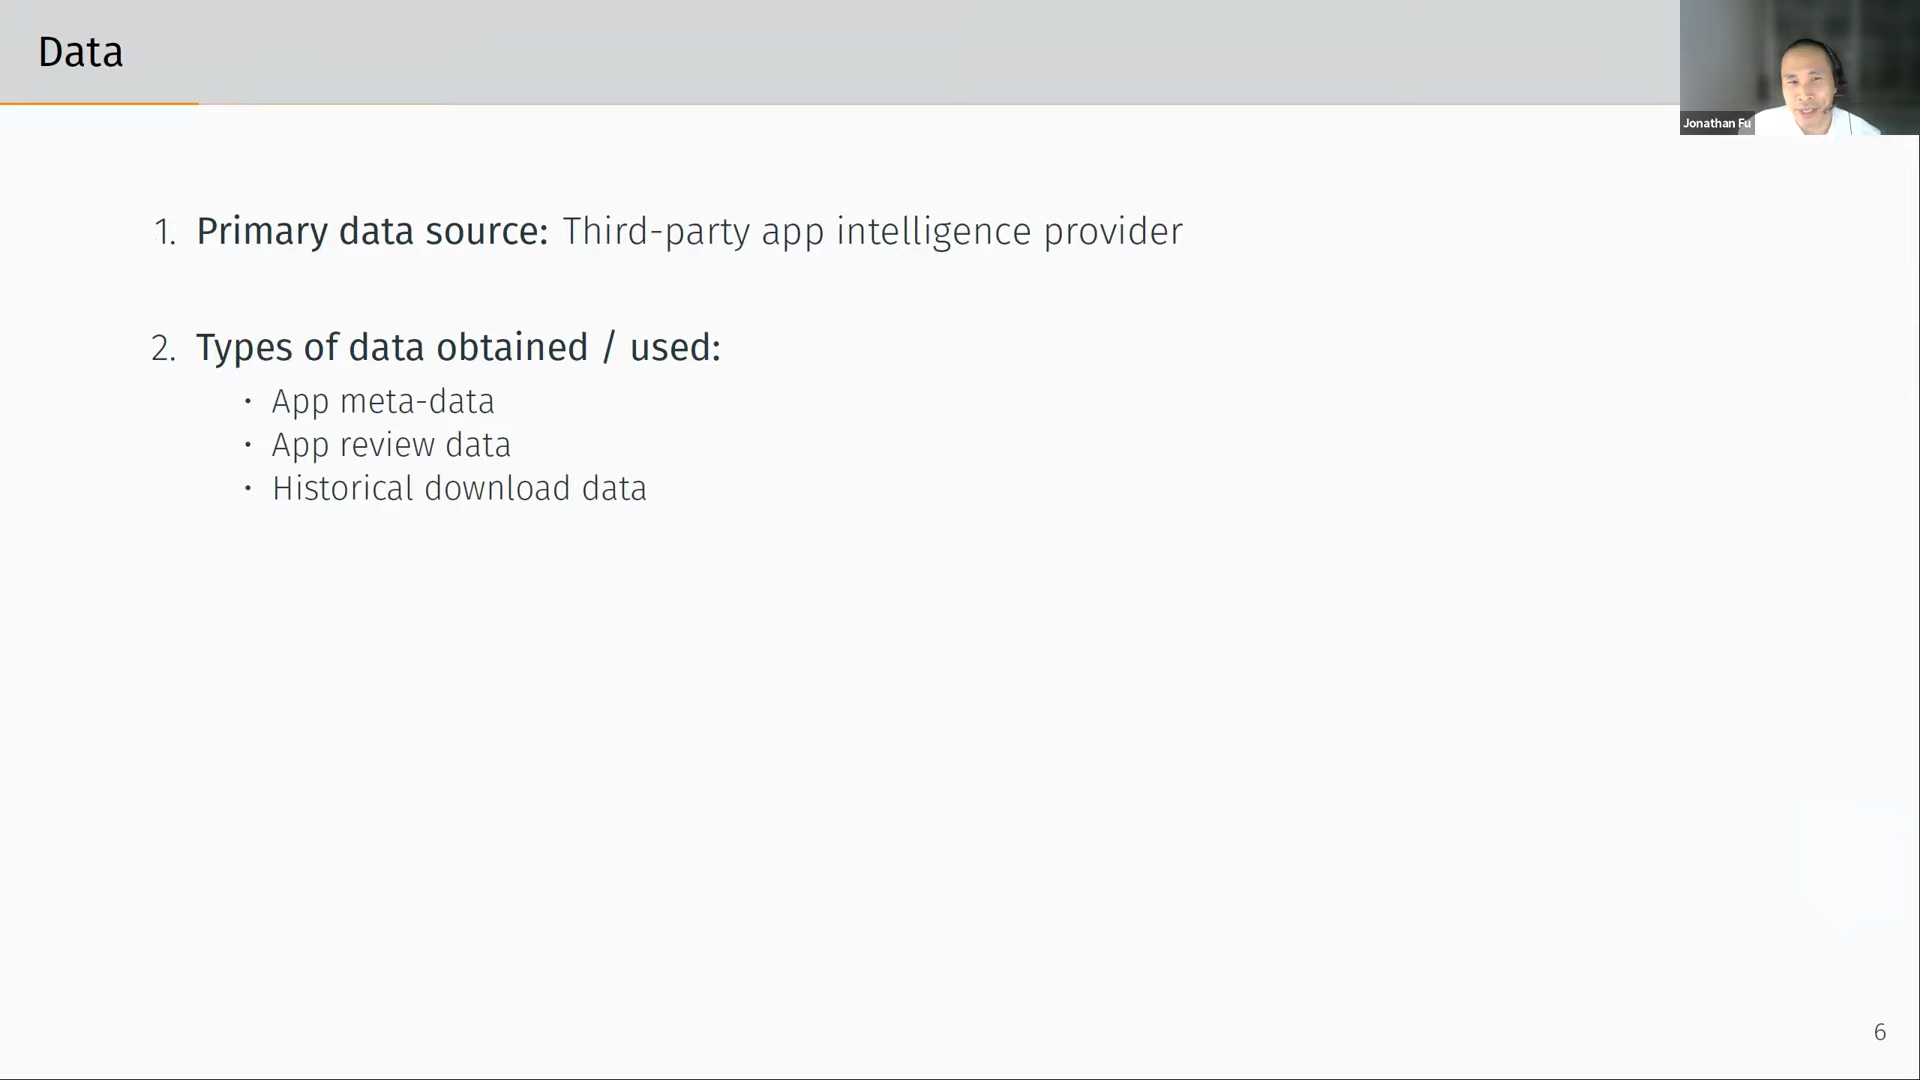 Data
Jonathan Fu
1. Primary data source: Third-party app intelligence provider
2. Types of data obtained / used:
• App meta-data
• App review data
• Historical download data
6